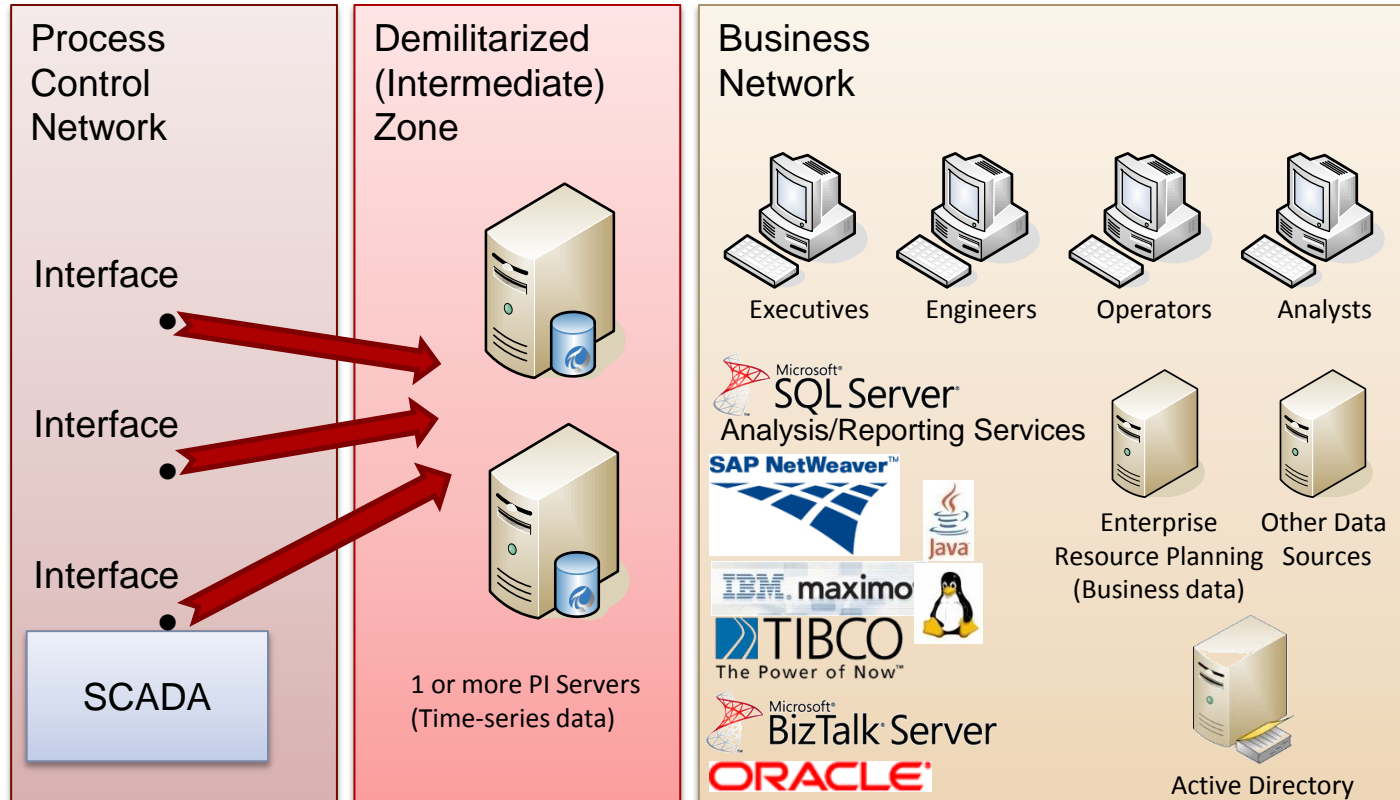 Process
Control
Network
Interface
Interface
Interface
SCADA
Demilitarized
(Intermediate)
Zone
1 or more PI Servers
(Time-series data)
Business
Network
Executives
Engineers
Operators
Analysts
Microsoft®
SQL Server®
Analysis/Reporting Services
SAP NetWeaver™
Java
IBM. maximo
TIBCO
The Power of Now™
Microsoft®
BizTalk® Server
ORACLE®
Enterprise
Resource Planning
(Business data)
Other Data
Sources
Active Directory